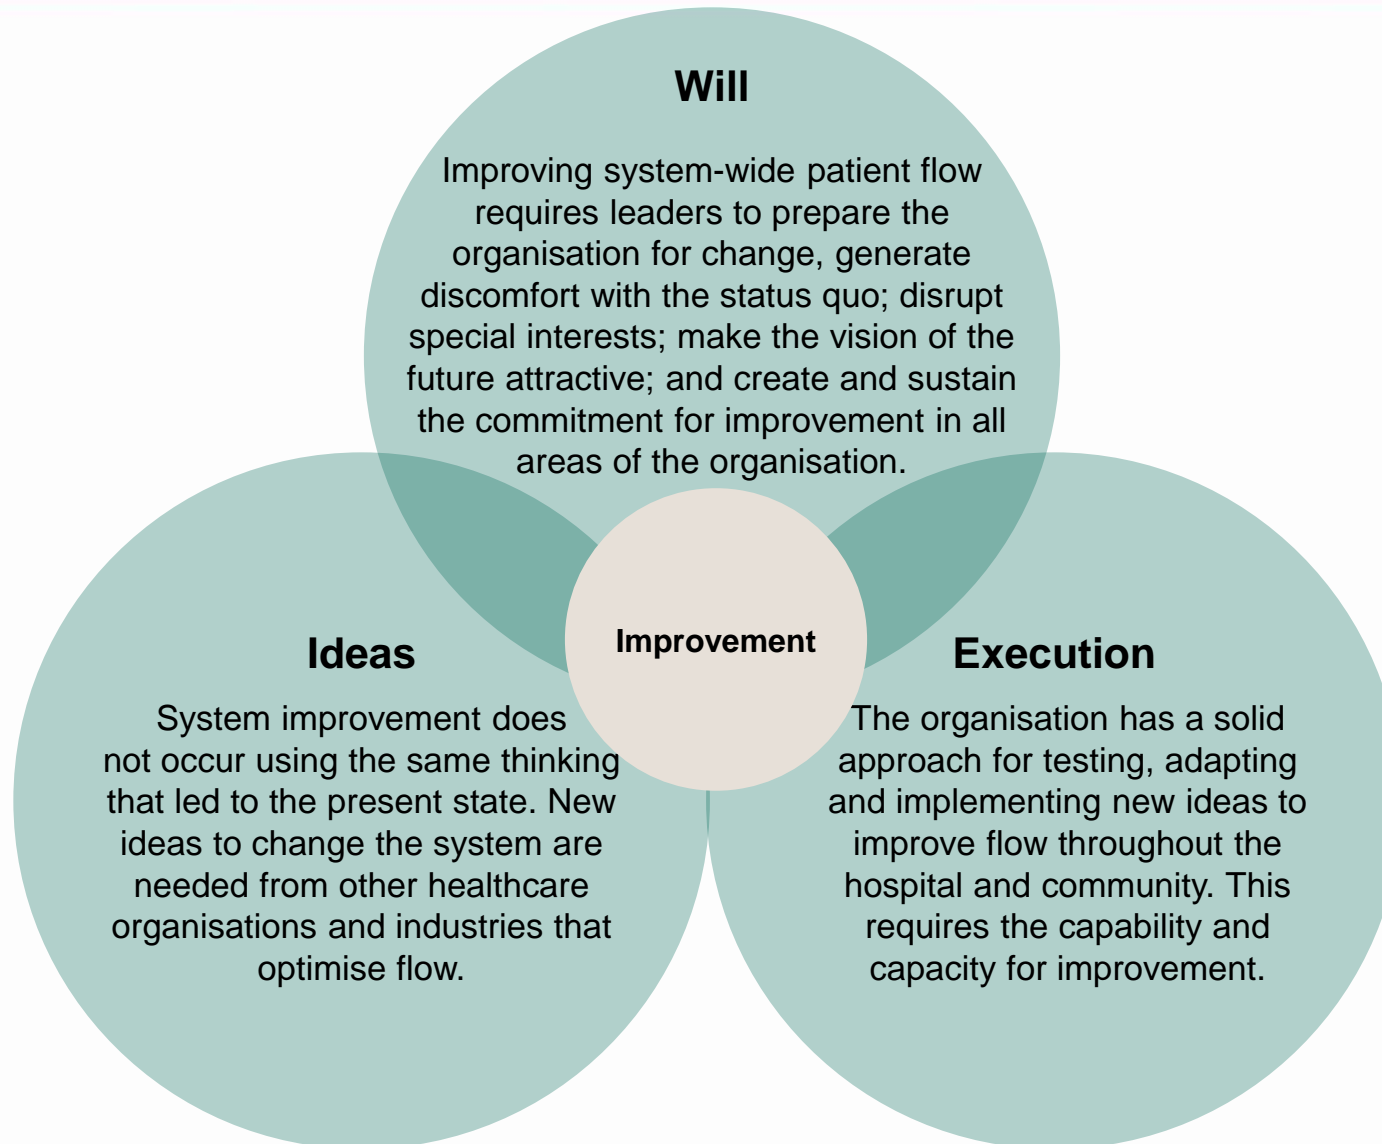 Will
Improving system-wide patient flow
requires leaders to prepare the
organisation for change, generate
discomfort with the status quo; disrupt
special interests; make the vision of the
future attractive; and create and sustain
the commitment for improvement in all
areas of the organisation.
Improvement
Ideas
System improvement does
not occur using the same thinking
that led to the present state. New
ideas to change the system are
needed from other healthcare
organisations and industries that
optimise flow.
Execution
The organisation has a solid
approach for testing, adapting
and implementing new ideas to
improve flow throughout the
hospital and community. This
requires the capability and
capacity for improvement.